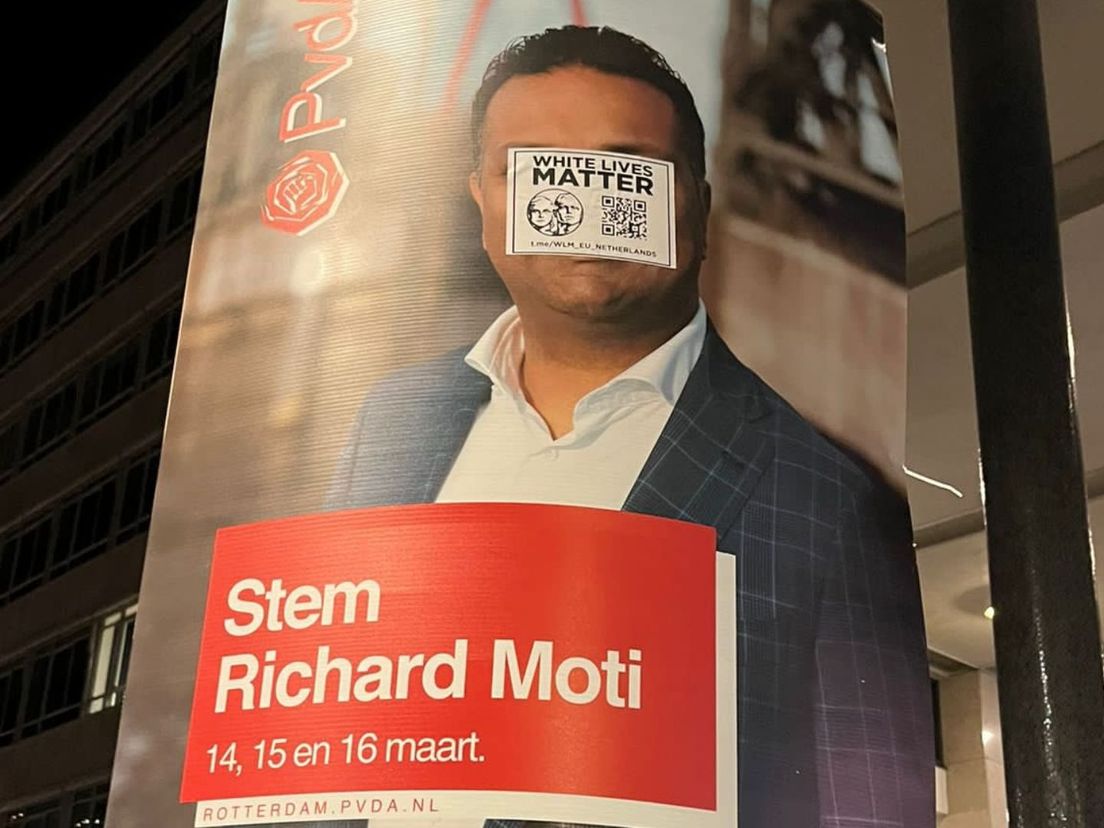 PvdA
WHITE LIVES
MATTER
t.me/WLM_EU_NETHERLANDS
Stem
Richard Moti
14, 15 en 16 maart.
ROTTERDAM.PVDA.NL